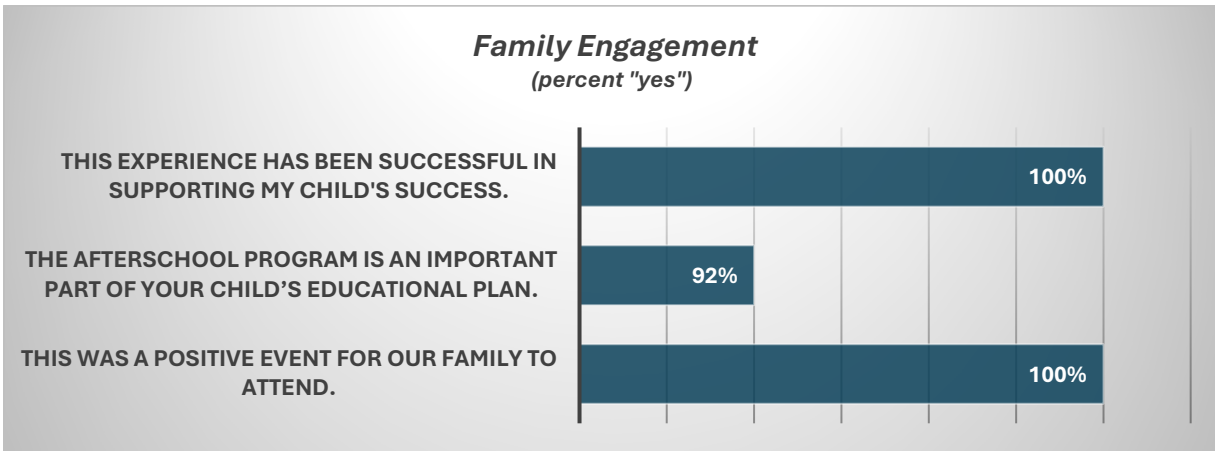 Family Engagement
(percent "yes")
THIS EXPERIENCE HAS BEEN SUCCESSFUL IN
SUPPORTING MY CHILD'S SUCCESS.
100%
THE AFTERSCHOOL PROGRAM IS AN IMPORTANT
PART OF YOUR CHILD’S EDUCATIONAL PLAN.
92%
THIS WAS A POSITIVE EVENT FOR OUR FAMILY TO
ATTEND.
100%